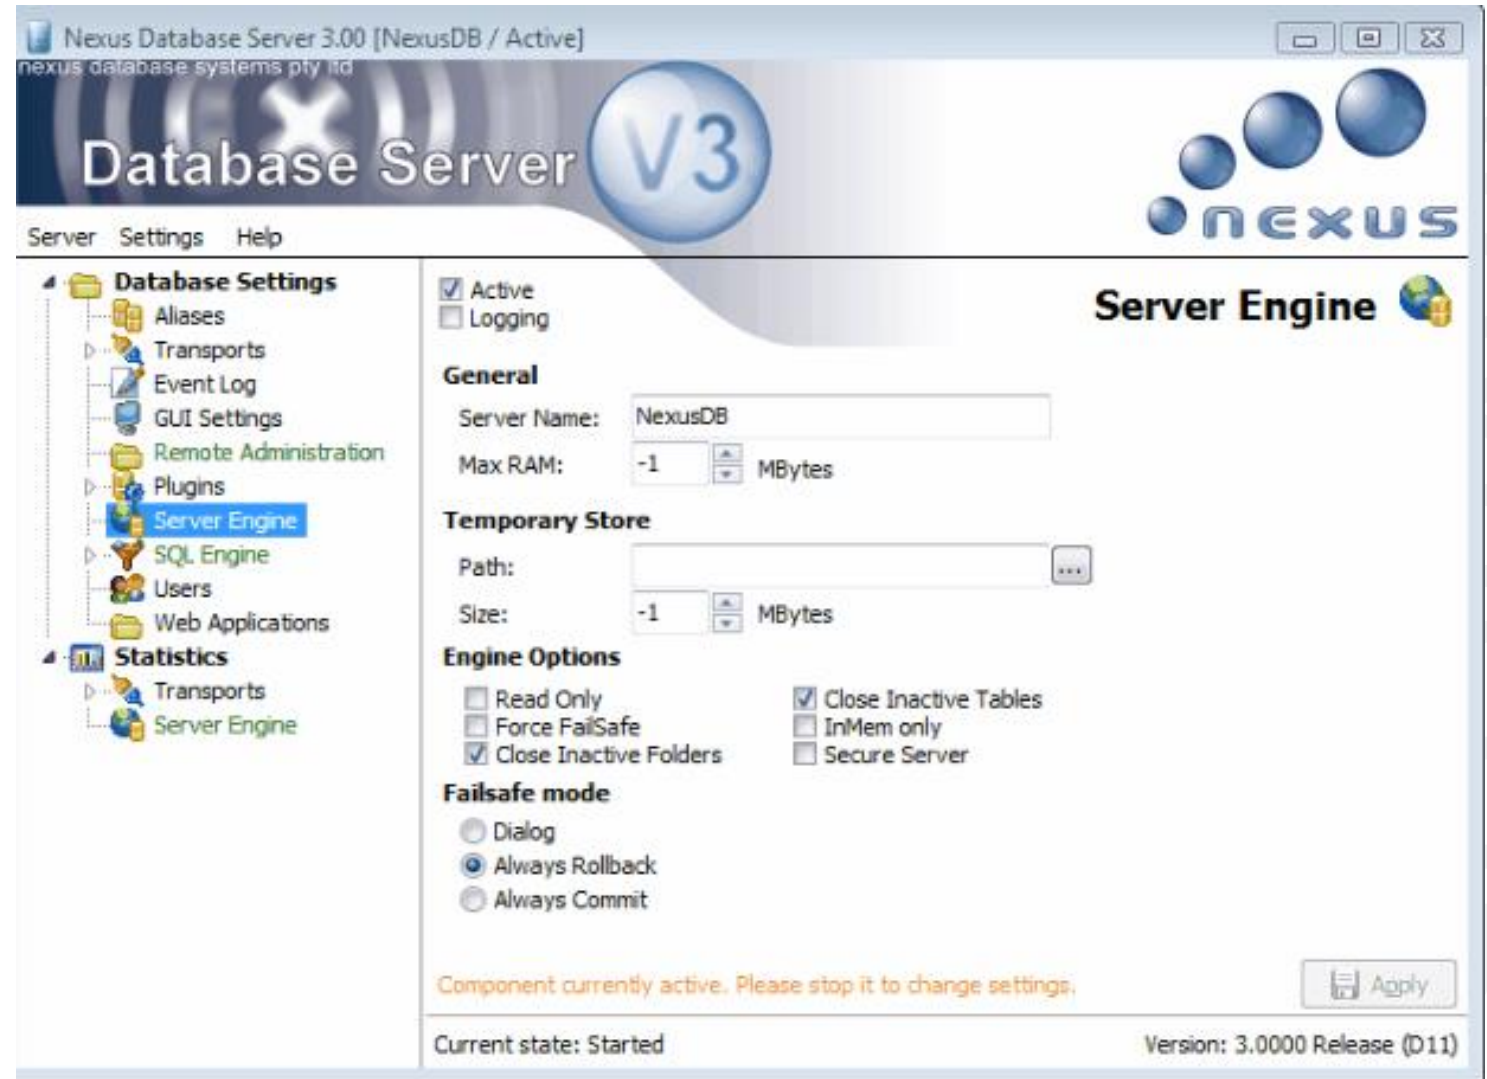 Nexus Database Server 3.00 [NexusDB / Active]
nexus database systems pty ltd
Database Server V3
nexus
Server Settings Help
Database Settings
Aliases
Transports
Event Log
GUI Settings
Remote Administration
Plugins
Server Engine
SQL Engine
Users
Web Applications
Statistics
Transports
Server Engine
Active
Logging
Server Engine
General
Server Name: NexusDB
Max RAM: -1 MBytes
Temporary Store
Path: ...
Size: -1 MBytes
Engine Options
Read Only Close Inactive Tables
Force FailSafe InMem only
Close Inactive Folders Secure Server
Failsafe mode
Dialog
Always Rollback
Always Commit
Component currently active. Please stop it to change settings. Apply
Current state: Started Version: 3.0000 Release (D11)